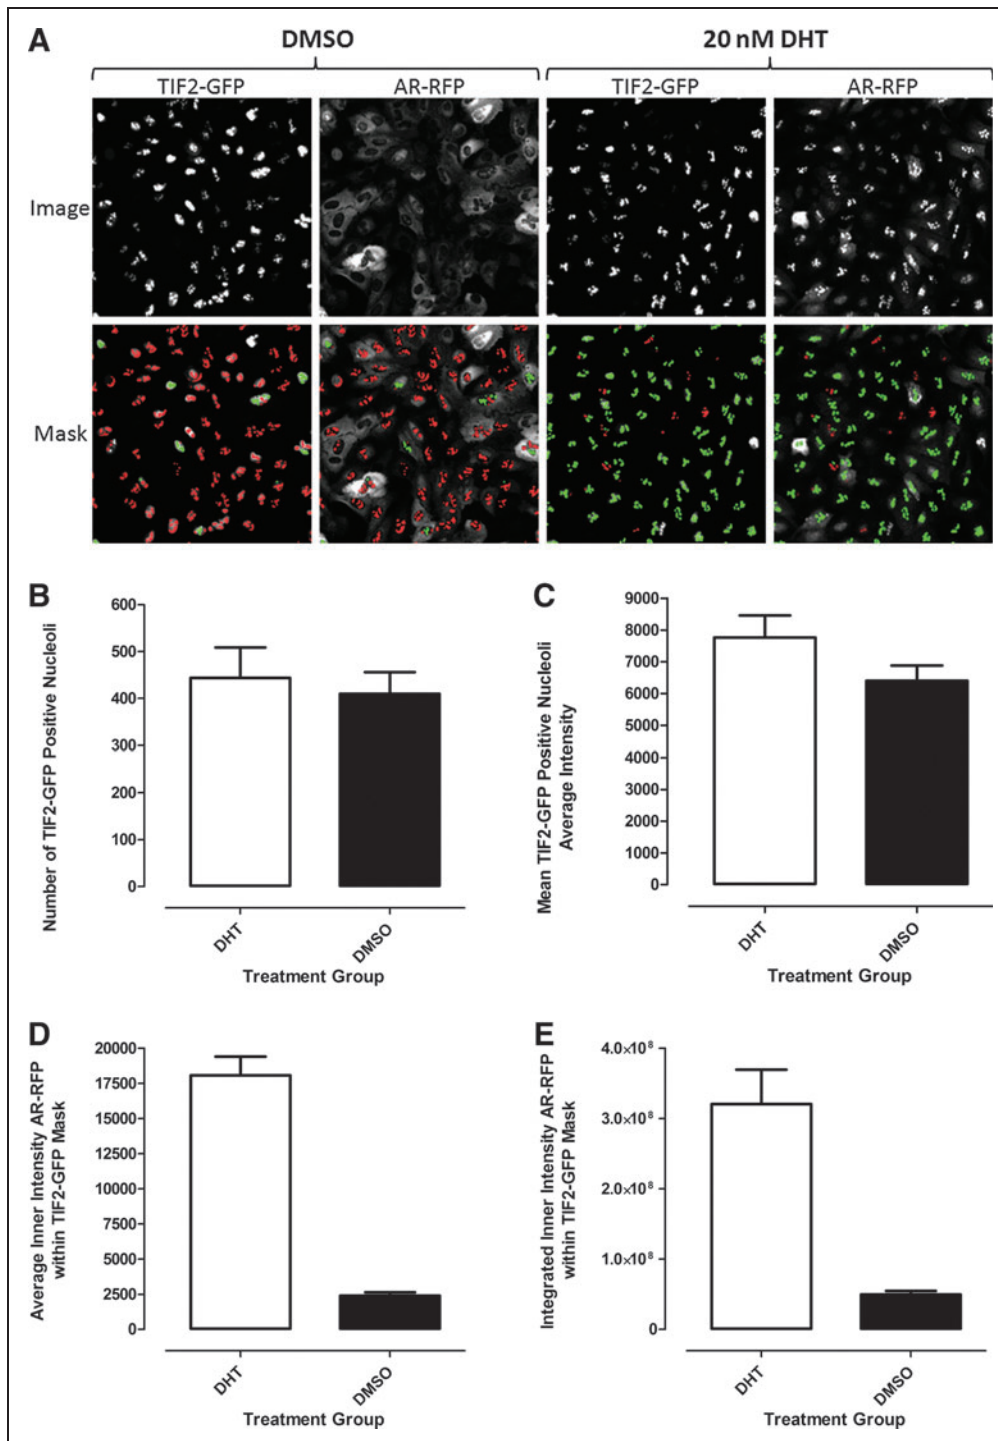 A
DMSO
20 nM DHT
TIF2-GFP
AR-RFP
TIF2-GFP
AR-RFP
Image
Mask
B
Number of TIF2-GFP Positive Nucleoli
600
500
400
300
200
100
0
DHT
DMSO
Treatment Group
C
Mean TIF2-GFP Positive Nucleoli
Average Intensity
9000
8000
7000
6000
5000
4000
3000
2000
1000
0
DHT
DMSO
Treatment Group
D
Average Inner Intensity AR-RFP
within TIF2-GFP Mask
20000
17500
15000
12500
10000
7500
5000
2500
0
DHT
DMSO
Treatment Group
E
Integrated Inner Intensity AR-RFP
within TIF2-GFP Mask
4.0×10⁸
3.0×10⁸
2.0×10⁸
1.0×10⁸
0
DHT
DMSO
Treatment Group